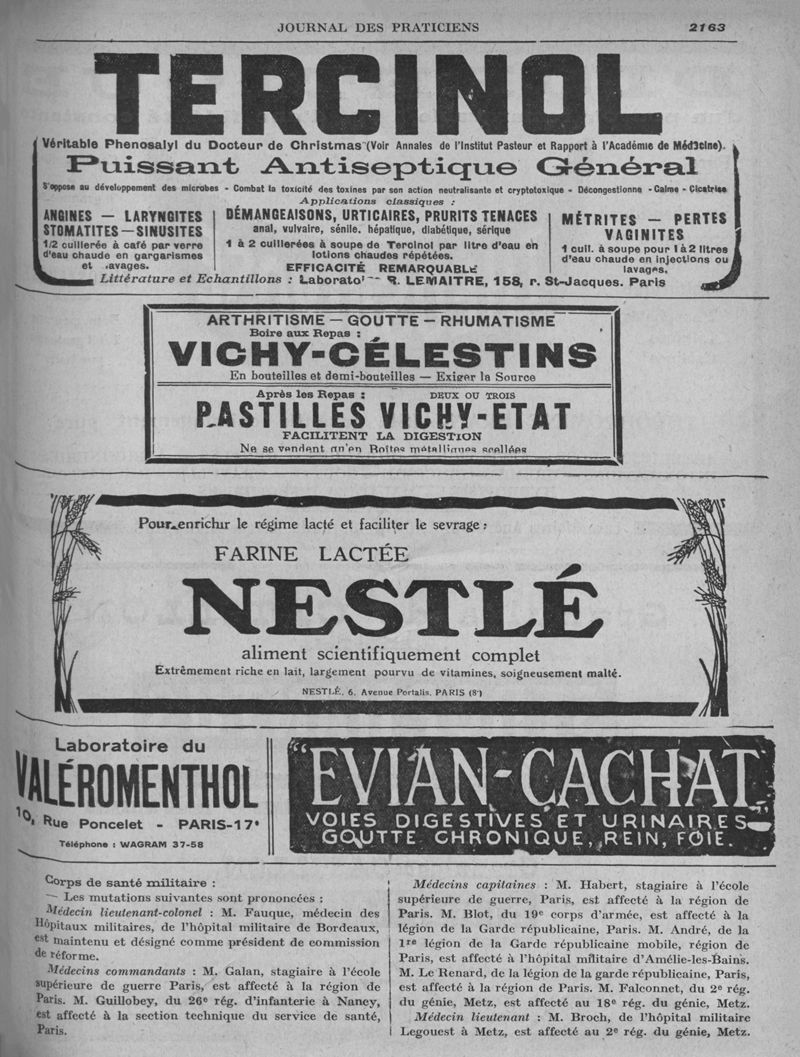 JOURNAL DES PRATICIENS 2163
TERCINOL
Véritable Phenosalyl du Docteur de Christmas (Voir Annales de l'Institut Pasteur et Rapport à l'Académie de Médecine).
Puissant Antiseptique Général
S'oppose au développement des microbes - Combat la toxicité des toxines par son action neutralisante et cryptotoxique - Décongestionne - Calme - Cicatrise
Applications classiques :
ANGINES — LARYNGITES
STOMATITES — SINUSITES
1/2 cuillerée à café par verre
d'eau chaude en gargarismes
et lavages.
DÉMANGEAISONS, URTICAIRES, PRURITS TENACES
anal, vulvaire, sénile, hépatique, diabétique, sérique
1 à 2 cuillerées à soupe de Tercinol par litre d'eau en
lotions chaudes répétées.
EFFICACITÉ REMARQUABLE
MÉTRITES — PERTES
VAGINITES
1 cuil. à soupe pour 1 à 2 litres
d'eau chaude en injections ou
lavages.
Littérature et Echantillons : R. LEMAITRE, 158, r. St-Jacques. Paris
ARTHRITISME — GOUTTE — RHUMATISME
Boire aux Repas :
VICHY-CÉLESTINS
En bouteilles et demi-bouteilles — Exiger la Source
Après les Repas : DEUX OU TROIS
PASTILLES VICHY-ETAT
FACILITENT LA DIGESTION
Ne se vendent qu'en Boîtes métalliques scellées
Pour enrichir le régime lacté et faciliter le sevrage :
FARINE LACTÉE
NESTLÉ
aliment scientifiquement complet
Extrêmement riche en lait, largement pourvu de vitamines, soigneusement malté.
NESTLÉ, 6, Avenue Portalis, PARIS (8e)
Laboratoire du
VALÉROMENTHOL
10, Rue Poncelet - PARIS-17e
Téléphone : WAGRAM 37-58
"EVIAN-CACHAT"
VOIES DIGESTIVES ET URINAIRES
GOUTTE CHRONIQUE, REIN, FOIE.
Corps de santé militaire :
— Les mutations suivantes sont prononcées :
Médecin lieutenant-colonel : M. Fauque, médecin des
Hôpitaux militaires, de l'hôpital militaire de Bordeaux,
est maintenu et désigné comme président de commission
de réforme.
Médecins commandants : M. Galan, stagiaire à l'école
supérieure de guerre Paris, est affecté à la région de
Paris. M. Guillobey, du 26e rég. d'infanterie à Nancy,
est affecté à la section technique du service de santé,
Paris.
Médecins capitaines : M. Habert, stagiaire à l'école
supérieure de guerre, Paris, est affecté à la région de
Paris. M. Blot, du 19e corps d'armée, est affecté à la
légion de la Garde républicaine, Paris. M. André, de la
1re légion de la Garde républicaine mobile, région de
Paris, est affecté à l'hôpital militaire d'Amélie-les-Bains.
M. Le Renard, de la légion de la garde républicaine, Paris,
est affecté à la région de Paris. M. Falconnet, du 2e rég.
du génie, Metz, est affecté au 18e rég. du génie, Metz.
Médecin lieutenant : M. Broch, de l'hôpital militaire
Legouest à Metz, est affecté au 2e rég. du génie, Metz.